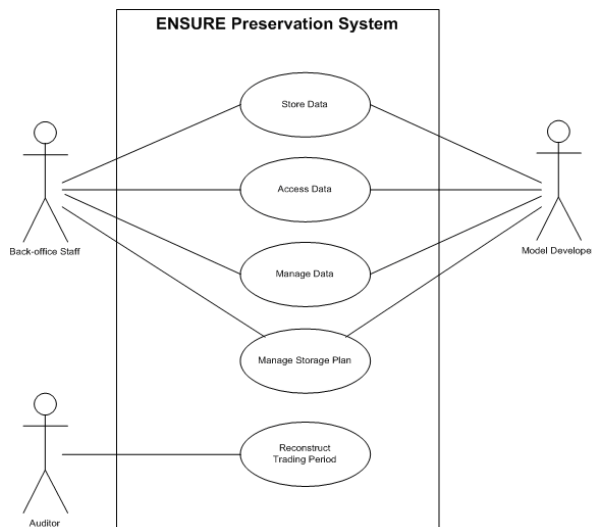 ENSURE Preservation System
Store Data
Access Data
Back-office Staff
Model Develope
Manage Data
Manage Storage Plan
Reconstruct
Trading Period
Auditor